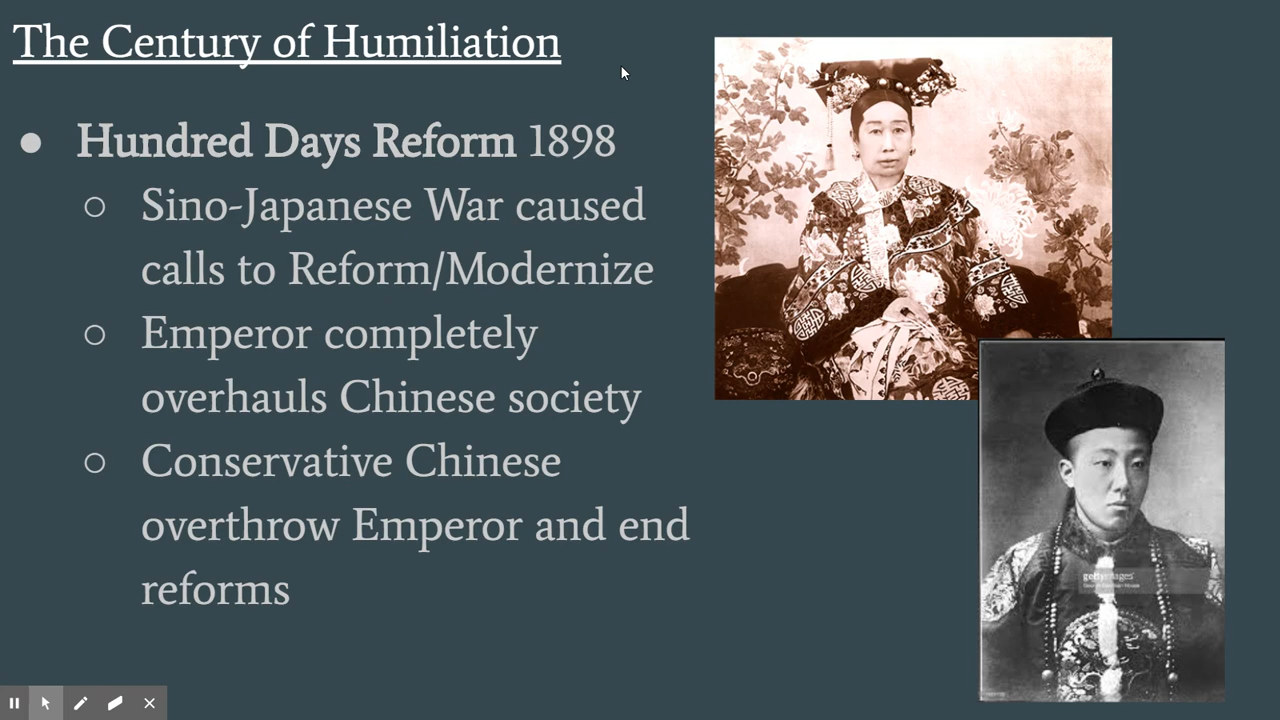 The Century of Humiliation
● Hundred Days Reform 1898
○ Sino-Japanese War caused
calls to Reform/Modernize
○ Emperor completely
overhauls Chinese society
○ Conservative Chinese
overthrow Emperor and end
reforms
gettyimages